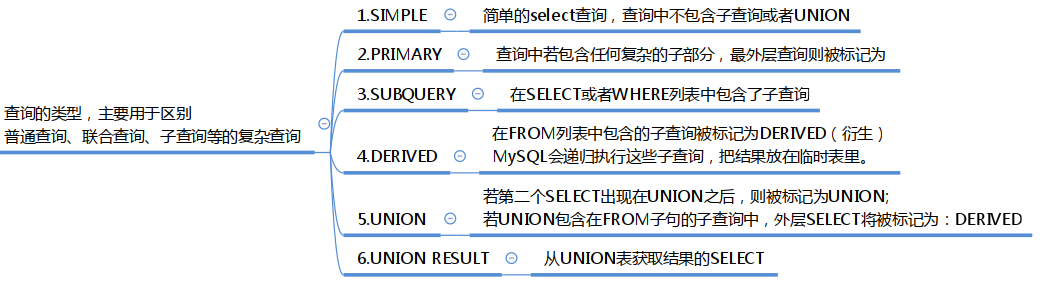 查询的类型，主要用于区别
普通查询、联合查询、子查询等的复杂查询
1.SIMPLE
简单的select查询，查询中不包含子查询或者UNION
2.PRIMARY
查询中若包含任何复杂的子部分，最外层查询则被标记为
3.SUBQUERY
在SELECT或者WHERE列表中包含了子查询
4.DERIVED
在FROM列表中包含的子查询被标记为DERIVED（衍生）
MySQL会递归执行这些子查询，把结果放在临时表里。
5.UNION
若第二个SELECT出现在UNION之后，则被标记为UNION;
若UNION包含在FROM子句的子查询中，外层SELECT将被标记为：DERIVED
6.UNION RESULT
从UNION表获取结果的SELECT